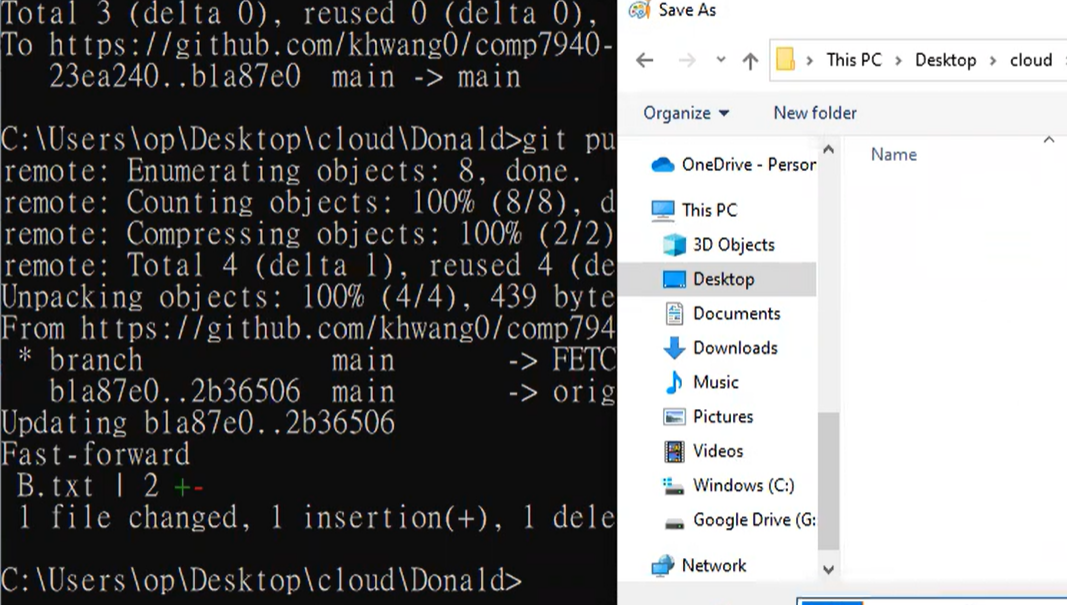 Total 3 (delta 0), reused 0 (delta 0),
To https://github.com/khwang0/comp7940-
23ea240..b1a87e0 main -> main
C:\Users\op\Desktop\cloud\Donald>git pu
remote: Enumerating objects: 8, done.
remote: Counting objects: 100% (8/8), d
remote: Compressing objects: 100% (2/2)
remote: Total 4 (delta 1), reused 4 (de
Unpacking objects: 100% (4/4), 439 byte
From https://github.com/khwang0/comp794
* branch main -> FETC
b1a87e0..2b36506 main -> orig
Updating b1a87e0..2b36506
Fast-forward
B.txt | 2 +-
1 file changed, 1 insertion(+), 1 dele
C:\Users\op\Desktop\cloud\Donald>
Save As
This PC > Desktop > cloud
Organize
New folder
Name
OneDrive - Person
This PC
3D Objects
Desktop
Documents
Downloads
Music
Pictures
Videos
Windows (C:)
Google Drive (G:
Network